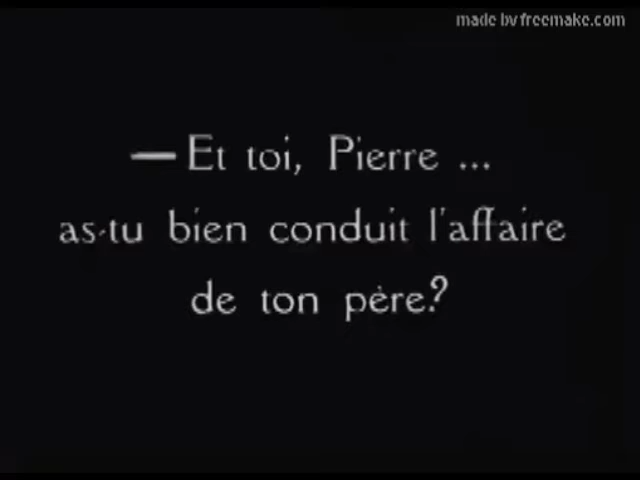 made by freemake.com
— Et toi, Pierre ...
as-tu bien conduit l'affaire
de ton père?